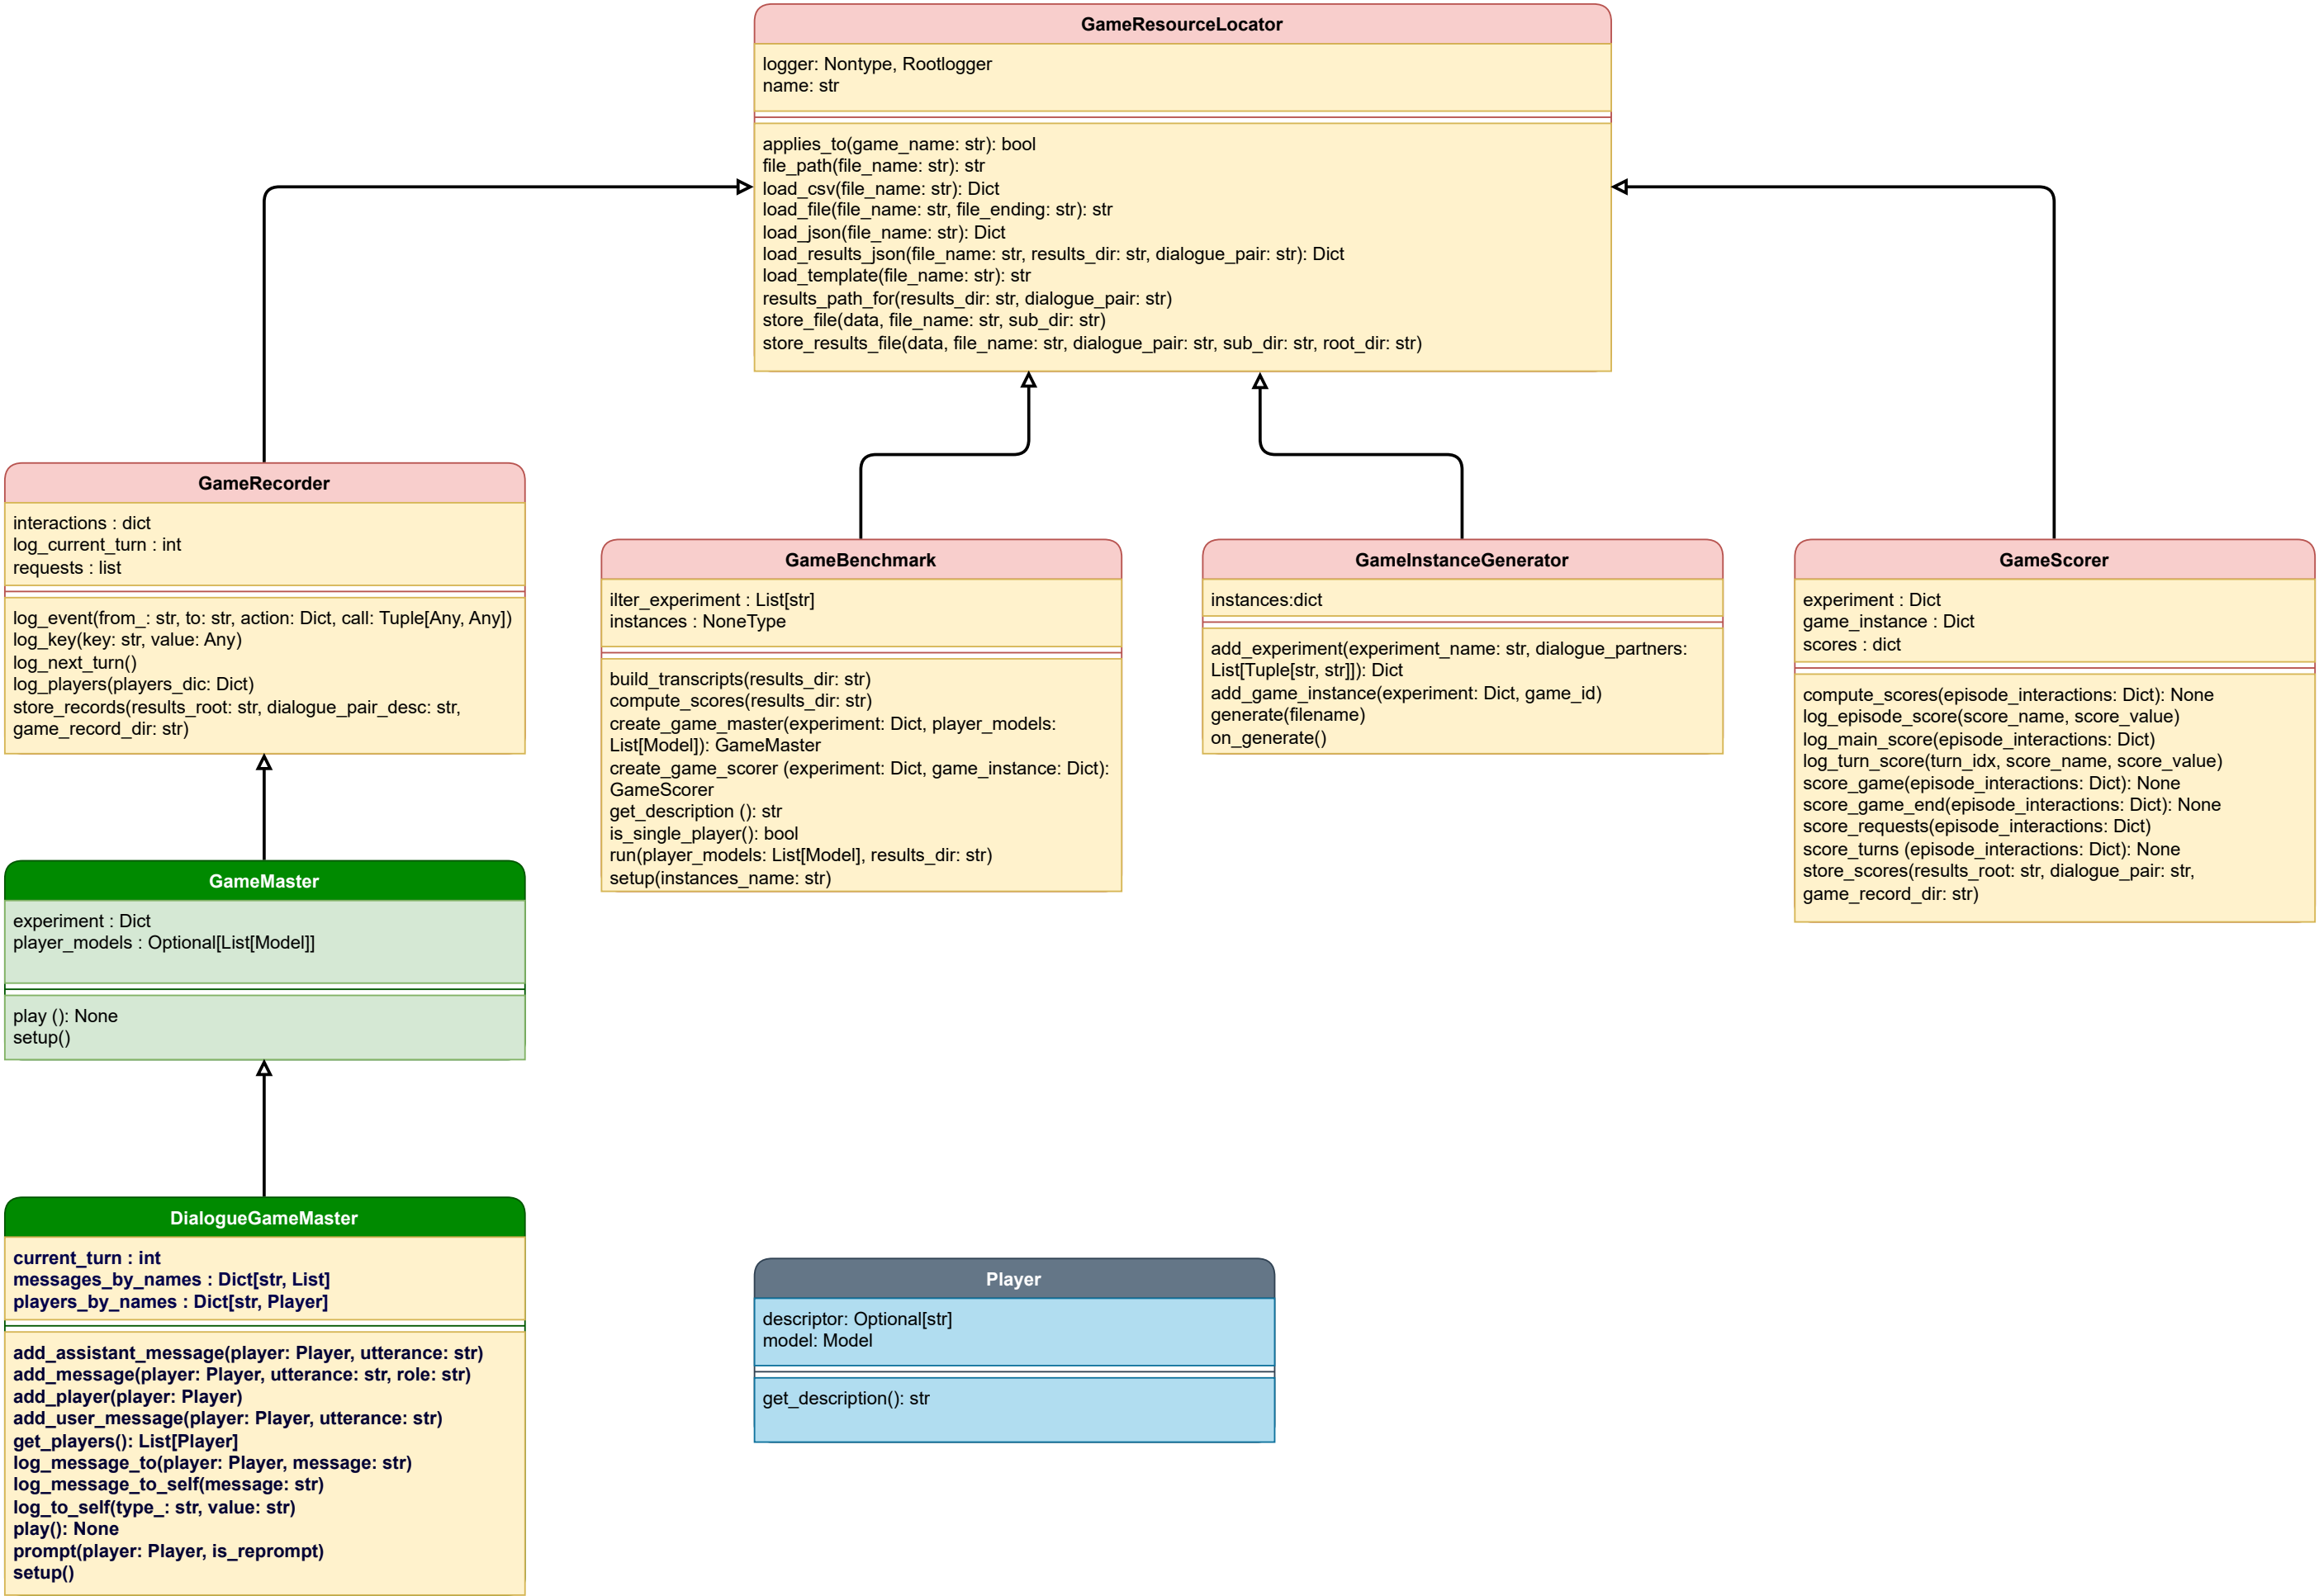 GameResourceLocator
logger: Nontype, Rootlogger
name: str
applies_to(game_name: str): bool
file_path(file_name: str): str
load_csv(file_name: str): Dict
load_file(file_name: str, file_ending: str): str
load_json(file_name: str): Dict
load_results_json(file_name: str, results_dir: str, dialogue_pair: str): Dict
load_template(file_name: str): str
results_path_for(results_dir: str, dialogue_pair: str)
store_file(data, file_name: str, sub_dir: str)
store_results_file(data, file_name: str, dialogue_pair: str, sub_dir: str, root_dir: str)
GameRecorder
interactions : dict
log_current_turn : int
requests : list
log_event(from_: str, to: str, action: Dict, call: Tuple[Any, Any])
log_key(key: str, value: Any)
log_next_turn()
log_players(players_dic: Dict)
store_records(results_root: str, dialogue_pair_desc: str,
game_record_dir: str)
GameBenchmark
ilter_experiment : List[str]
instances : NoneType
build_transcripts(results_dir: str)
compute_scores(results_dir: str)
create_game_master(experiment: Dict, player_models:
List[Model]): GameMaster
create_game_scorer (experiment: Dict, game_instance: Dict):
GameScorer
get_description (): str
is_single_player(): bool
run(player_models: List[Model], results_dir: str)
setup(instances_name: str)
GameInstanceGenerator
instances:dict
add_experiment(experiment_name: str, dialogue_partners:
List[Tuple[str, str]]): Dict
add_game_instance(experiment: Dict, game_id)
generate(filename)
on_generate()
GameScorer
experiment : Dict
game_instance : Dict
scores : dict
compute_scores(episode_interactions: Dict): None
log_episode_score(score_name, score_value)
log_main_score(episode_interactions: Dict)
log_turn_score(turn_idx, score_name, score_value)
score_game(episode_interactions: Dict): None
score_game_end(episode_interactions: Dict): None
score_requests(episode_interactions: Dict)
score_turns (episode_interactions: Dict): None
store_scores(results_root: str, dialogue_pair: str,
game_record_dir: str)
GameMaster
experiment : Dict
player_models : Optional[List[Model]]
play (): None
setup()
DialogueGameMaster
current_turn : int
messages_by_names : Dict[str, List]
players_by_names : Dict[str, Player]
add_assistant_message(player: Player, utterance: str)
add_message(player: Player, utterance: str, role: str)
add_player(player: Player)
add_user_message(player: Player, utterance: str)
get_players(): List[Player]
log_message_to(player: Player, message: str)
log_message_to_self(message: str)
log_to_self(type_: str, value: str)
play(): None
prompt(player: Player, is_reprompt)
setup()
Player
descriptor: Optional[str]
model: Model
get_description(): str